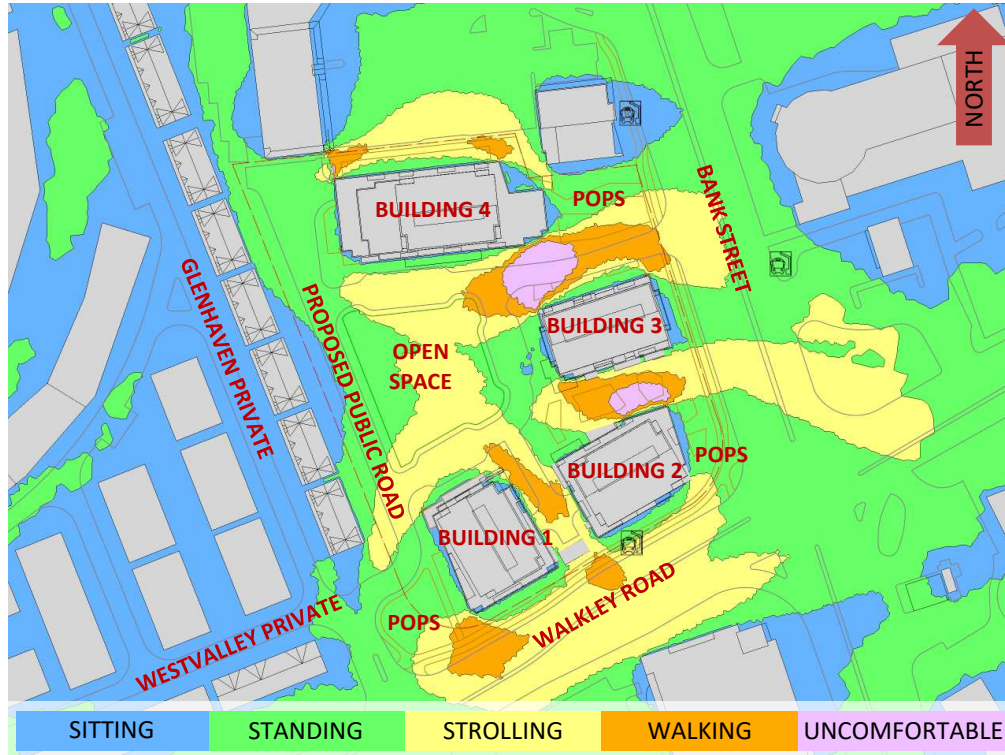 NORTH
BUILDING 4
POPS
BANK STREET
GLENHAVEN PRIVATE
PROPOSED PUBLIC ROAD
BUILDING 3
OPEN
SPACE
BUILDING 2
POPS
BUILDING 1
WALKLEY ROAD
POPS
WESTVALLEY PRIVATE
SITTING
STANDING
STROLLING
WALKING
UNCOMFORTABLE